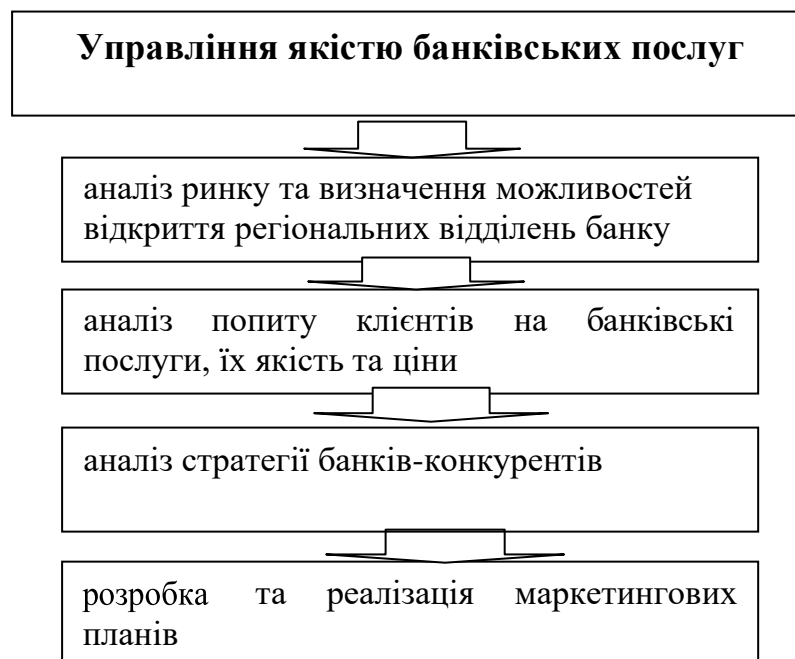 Управління якістю банківських послуг
аналіз ринку та визначення можливостей
відкриття регіональних відділень банку
аналіз попиту клієнтів на банківські
послуги, їх якість та ціни
аналіз стратегії банків-конкурентів
розробка та реалізація маркетингових
планів